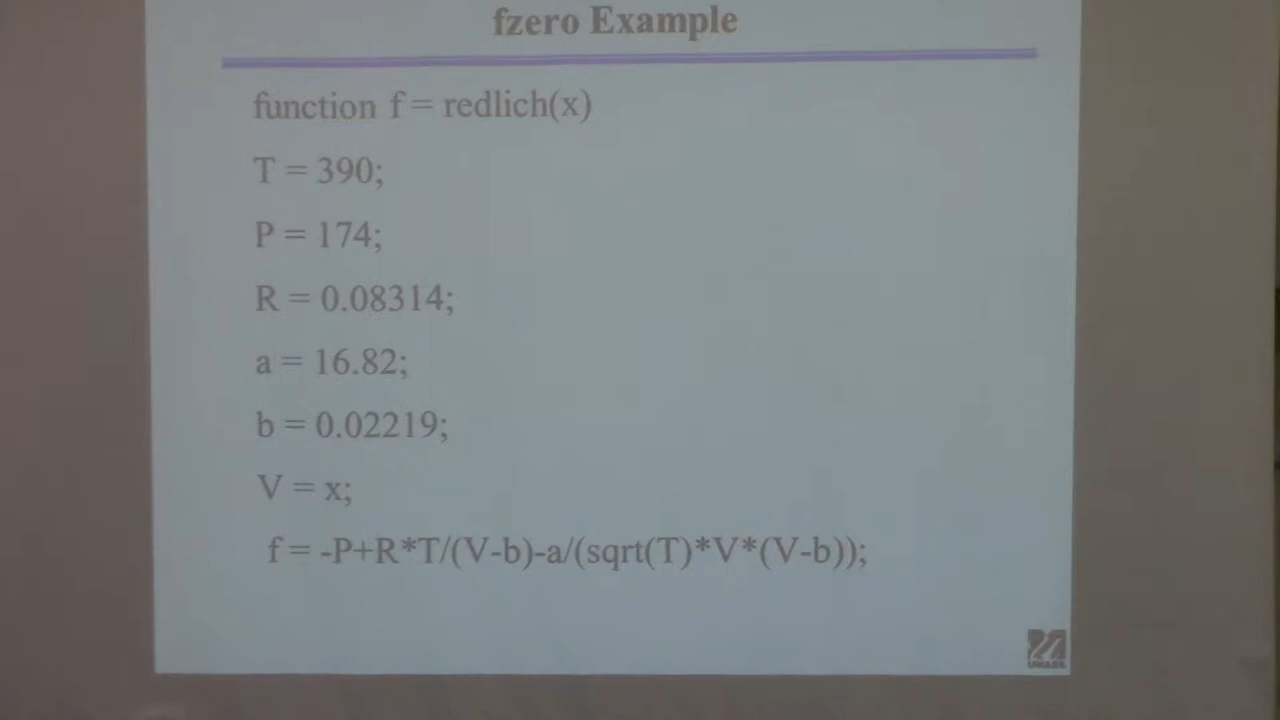 fzero Example
function f = redlich(x)
T = 390;
P = 174;
R = 0.08314;
a = 16.82;
b = 0.02219;
V = x;
f = -P+R*T/(V-b)-a/(sqrt(T)*V*(V-b));